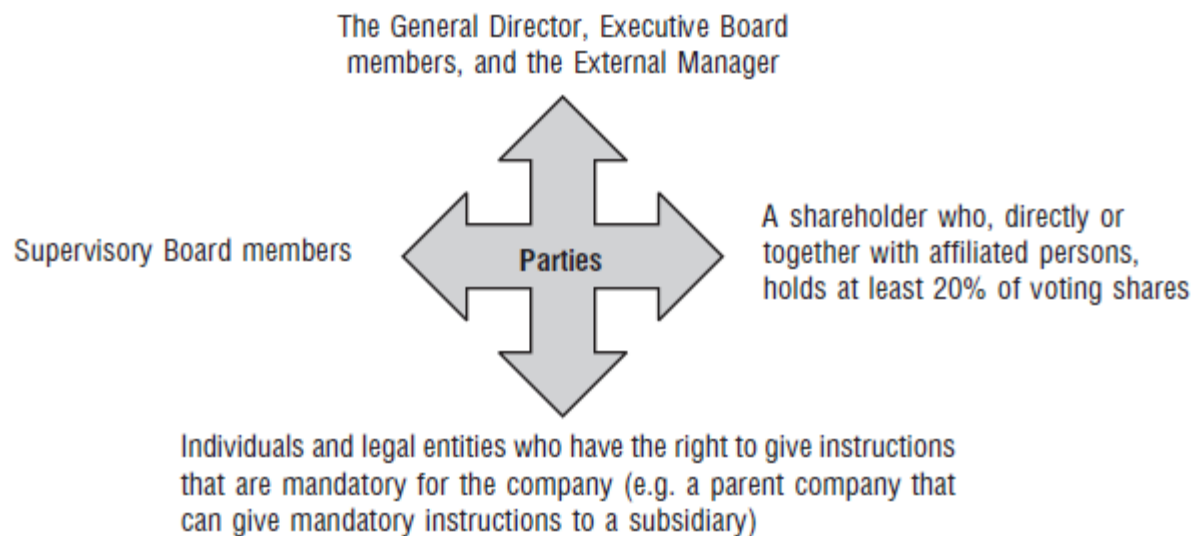 The General Director, Executive Board
members, and the External Manager
Supervisory Board members
Parties
A shareholder who, directly or
together with affiliated persons,
holds at least 20% of voting shares
Individuals and legal entities who have the right to give instructions
that are mandatory for the company (e.g. a parent company that
can give mandatory instructions to a subsidiary)